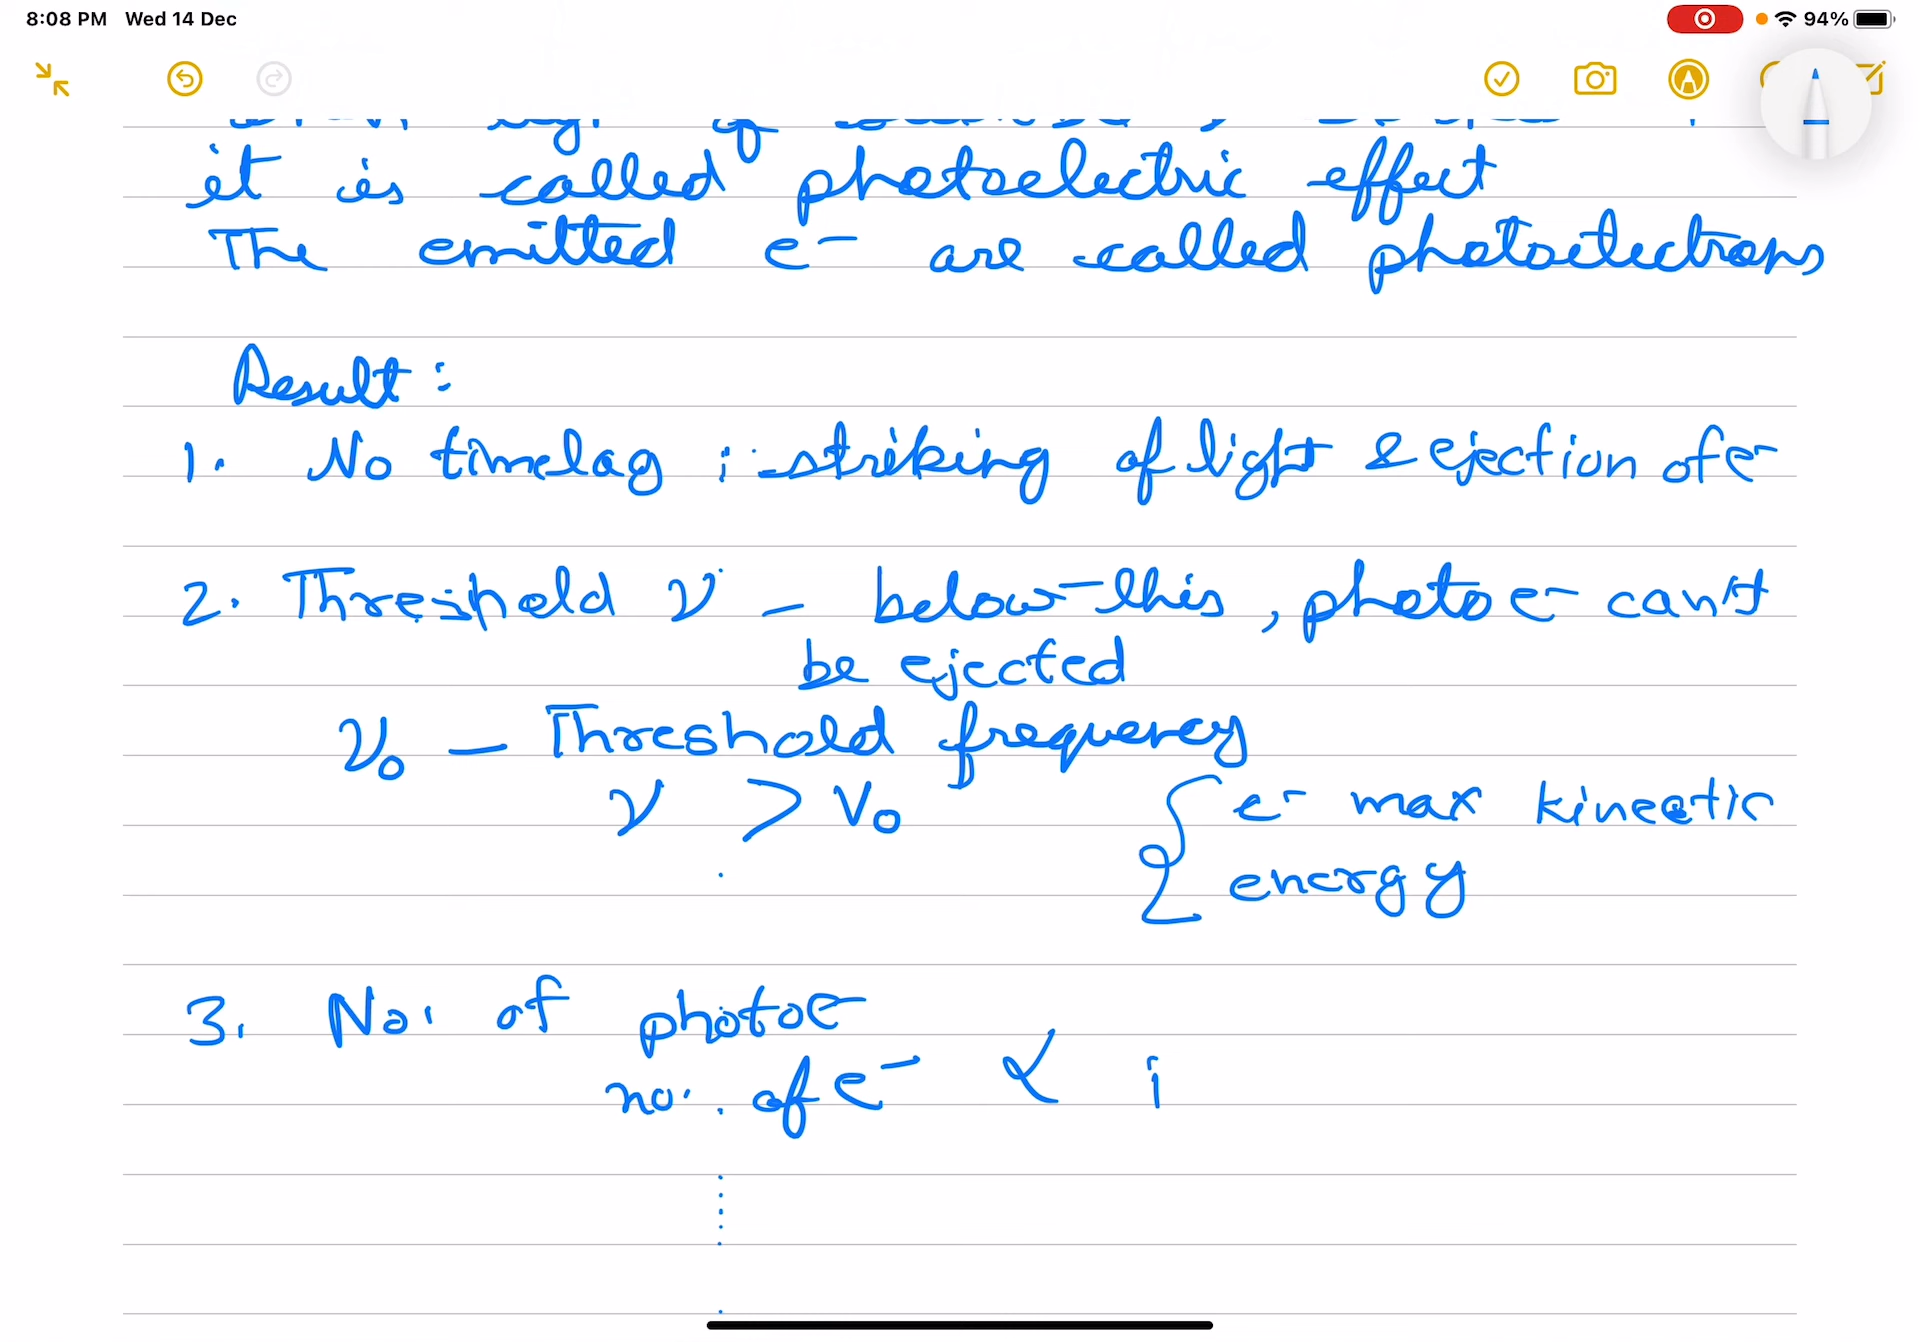 8:08 PM Wed 14 Dec 94%
it is called photoelectric effect
The emitted e⁻ are called photoelectrons
Result:
1. No timelag : striking of light & ejection of e⁻
2. Threshold ν - below this, photo e⁻ can't
be ejected
ν₀ — Threshold frequency
ν > ν₀ { e⁻ max kineetic
energy
3. No. of photoe⁻
no. of e⁻ ∝ i